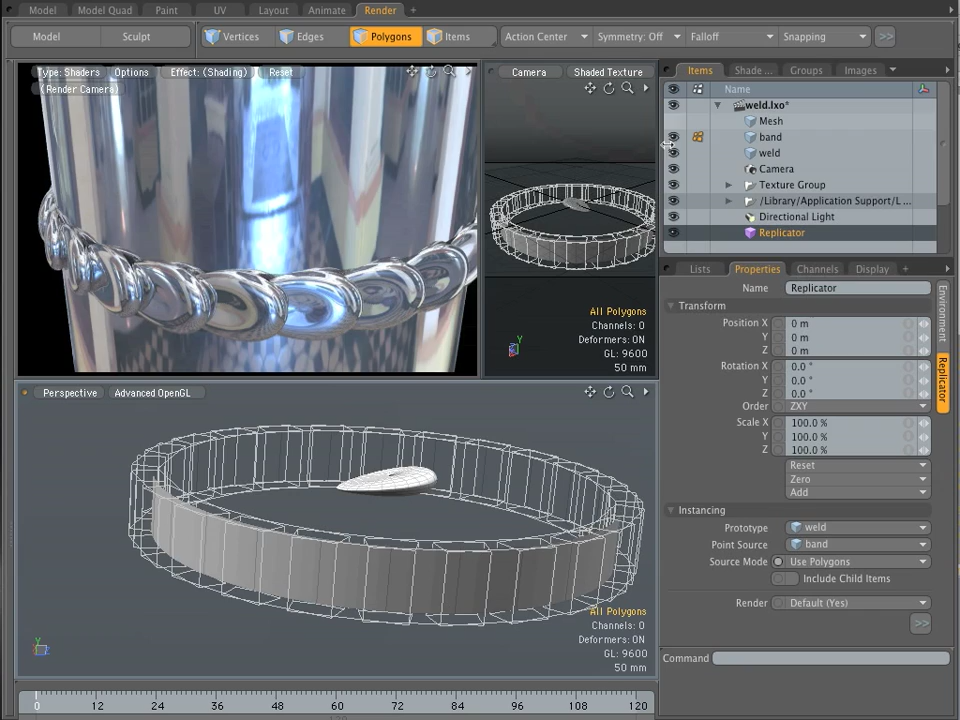 Model Model Quad Paint UV Layout Animate Render +
Model Sculpt Vertices Edges Polygons Items Action Center Symmetry: Off Falloff Snapping >>
Type: Shaders Options Effect: (Shading) Reset
(Render Camera)
Camera Shaded Texture
All Polygons
Channels: 0
Deformers: ON
GL: 9600
50 mm
Y
Items Shade ... Groups Images
Name
weld.lxo*
Mesh
band
weld
Camera
Texture Group
/Library/Application Support/L ...
Directional Light
Replicator
Lists Properties Channels Display +
Name Replicator
Transform
Position X 0 m
Y 0 m
Z 0 m
Rotation X 0.0 °
Y 0.0 °
Z 0.0 °
Order ZXY
Scale X 100.0 %
Y 100.0 %
Z 100.0 %
Reset
Zero
Add
Instancing
Prototype weld
Point Source band
Source Mode Use Polygons
Include Child Items
Render Default (Yes)
>>
Environment
Replicator
Command
Perspective Advanced OpenGL
All Polygons
Channels: 0
Deformers: ON
GL: 9600
50 mm
Y
0 12 24 36 48 60 72 84 96 108 120
120